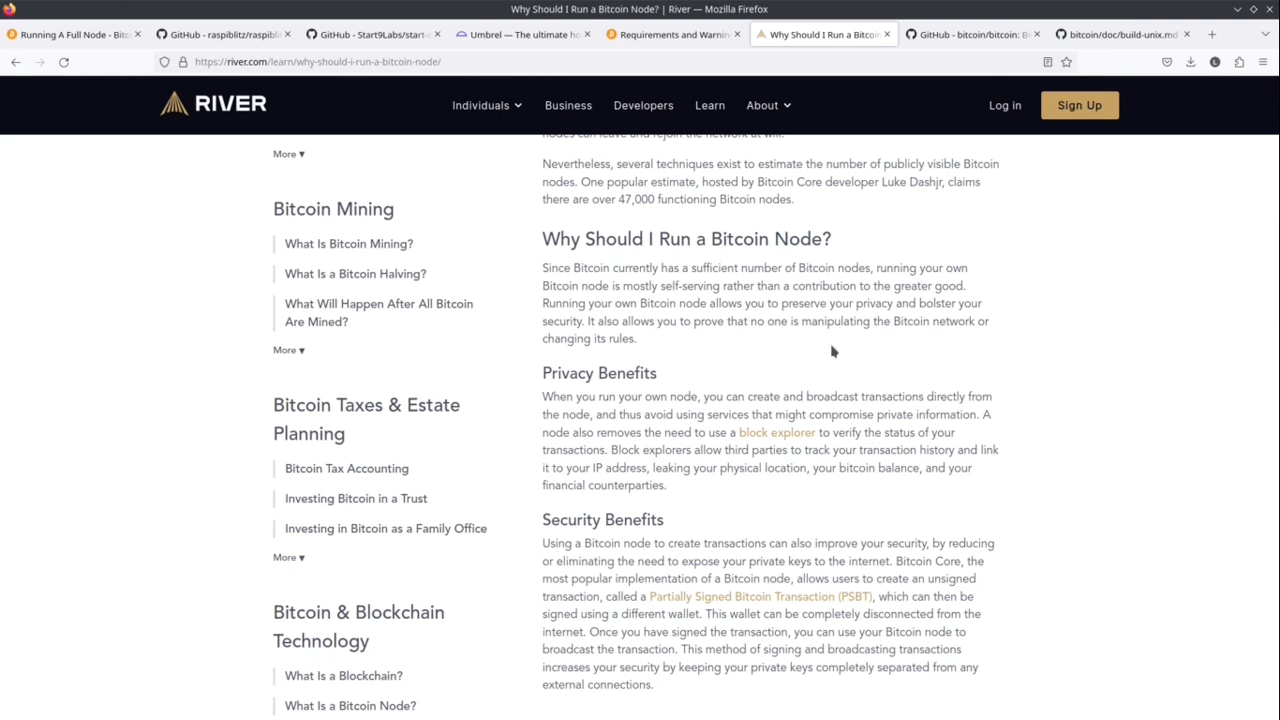 Why Should I Run a Bitcoin Node? | River — Mozilla Firefox
Running A Full Node - Bitc
GitHub - raspiblitz/raspibli
GitHub - Start9Labs/start-
Umbrel — The ultimate ho
Requirements and Warnin
Why Should I Run a Bitcoin
GitHub - bitcoin/bitcoin: Bi
bitcoin/doc/build-unix.md
https://river.com/learn/why-should-i-run-a-bitcoin-node/
RIVER
Individuals
Business
Developers
Learn
About
Log in
Sign Up
More ▾
Bitcoin Mining
What Is Bitcoin Mining?
What Is a Bitcoin Halving?
What Will Happen After All Bitcoin
Are Mined?
More ▾
Bitcoin Taxes & Estate
Planning
Bitcoin Tax Accounting
Investing Bitcoin in a Trust
Investing in Bitcoin as a Family Office
More ▾
Bitcoin & Blockchain
Technology
What Is a Blockchain?
What Is a Bitcoin Node?
nodes can leave and rejoin the network at will.
Nevertheless, several techniques exist to estimate the number of publicly visible Bitcoin
nodes. One popular estimate, hosted by Bitcoin Core developer Luke Dashjr, claims
there are over 47,000 functioning Bitcoin nodes.
Why Should I Run a Bitcoin Node?
Since Bitcoin currently has a sufficient number of Bitcoin nodes, running your own
Bitcoin node is mostly self-serving rather than a contribution to the greater good.
Running your own Bitcoin node allows you to preserve your privacy and bolster your
security. It also allows you to prove that no one is manipulating the Bitcoin network or
changing its rules.
Privacy Benefits
When you run your own node, you can create and broadcast transactions directly from
the node, and thus avoid using services that might compromise private information. A
node also removes the need to use a block explorer to verify the status of your
transactions. Block explorers allow third parties to track your transaction history and link
it to your IP address, leaking your physical location, your bitcoin balance, and your
financial counterparties.
Security Benefits
Using a Bitcoin node to create transactions can also improve your security, by reducing
or eliminating the need to expose your private keys to the internet. Bitcoin Core, the
most popular implementation of a Bitcoin node, allows users to create an unsigned
transaction, called a Partially Signed Bitcoin Transaction (PSBT), which can then be
signed using a different wallet. This wallet can be completely disconnected from the
internet. Once you have signed the transaction, you can use your Bitcoin node to
broadcast the transaction. This method of signing and broadcasting transactions
increases your security by keeping your private keys completely separated from any
external connections.